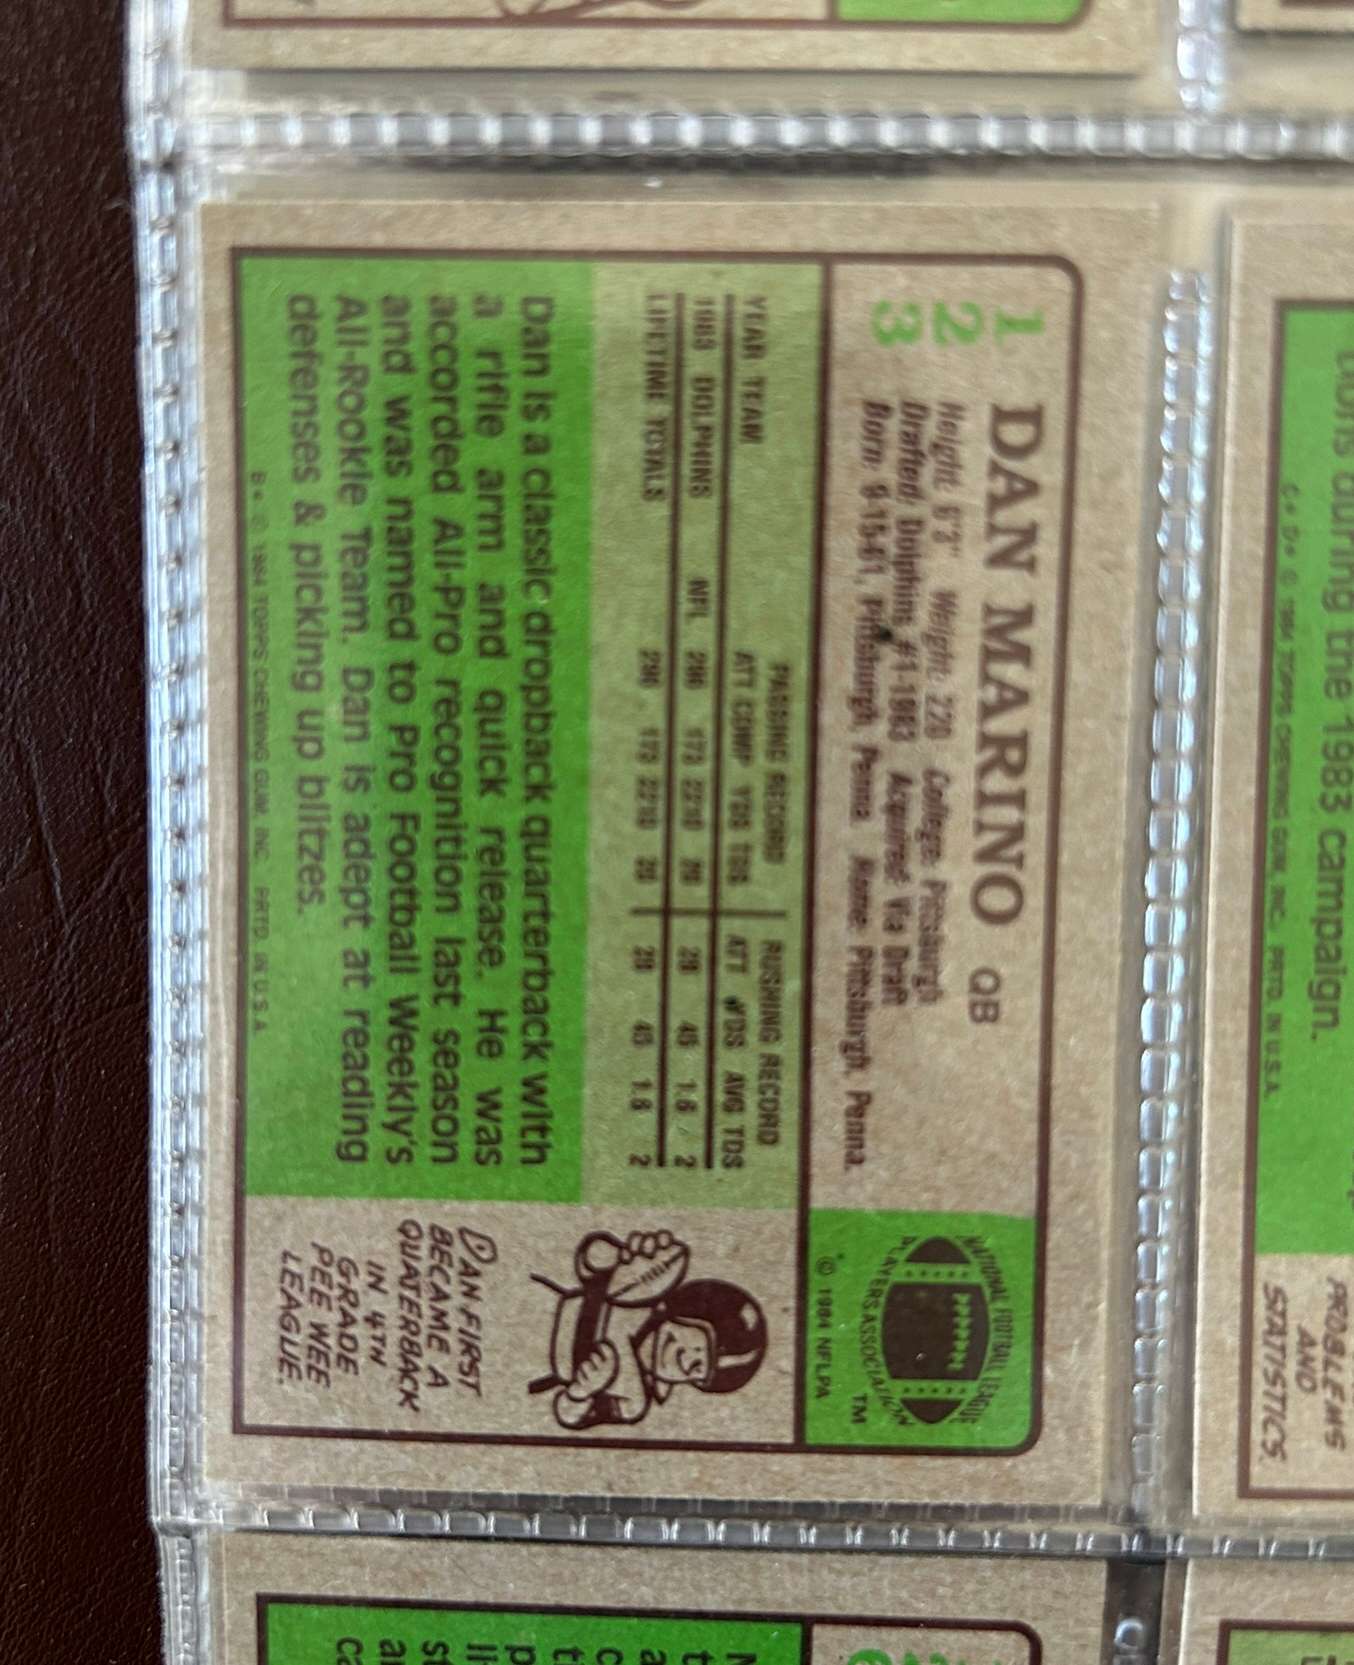 1
2
3
DAN MARINO QB
Height: 6'3" Weight: 220 College: Pittsburgh
Drafted: Dolphins #1-1983 Acquired: Via Draft
Born: 9-15-61, Pittsburgh, Penna. Home: Pittsburgh, Penna.
NATIONAL FOOTBALL LEAGUE
PLAYERS ASSOCIATION
TM
© 1984 NFLPA
PASSING RECORD RUSHING RECORD
YEAR TEAM ATT COMP YDS TDS ATT YDS AVG TDS
1983 DOLPHINS NFL 296 173 2210 20 28 45 1.6 2
LIFETIME TOTALS 296 173 2210 20 28 45 1.6 2
Dan is a classic dropback quarterback with
a rifle arm and quick release. He was
accorded All-Pro recognition last season
and was named to Pro Football Weekly's
All-Rookie Team. Dan is adept at reading
defenses & picking up blitzes.
DAN FIRST
BECAME A
QUATERBACK
IN 4TH
GRADE
PEE WEE
LEAGUE.
B* © 1984 TOPPS CHEWING GUM, INC. PRTD. IN U.S.A.
during the 1983 campaign.
C* D* © 1984 TOPPS CHEWING GUM, INC. PRTD. IN U.S.A.
PROBLEMS
AND
STATISTICS.